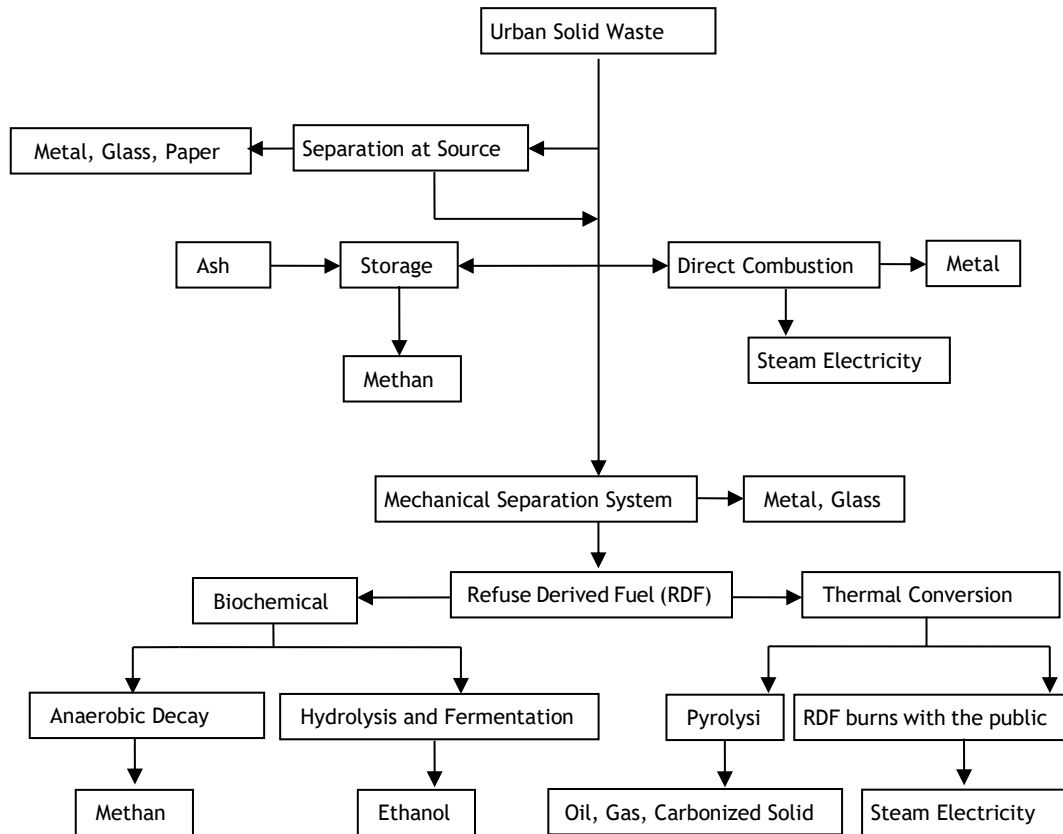 Urban Solid Waste
Metal, Glass, Paper
Separation at Source
Ash
Storage
Direct Combustion
Metal
Methan
Steam Electricity
Mechanical Separation System
Metal, Glass
Biochemical
Refuse Derived Fuel (RDF)
Thermal Conversion
Anaerobic Decay
Hydrolysis and Fermentation
Pyrolysi
RDF burns with the public
Methan
Ethanol
Oil, Gas, Carbonized Solid
Steam Electricity